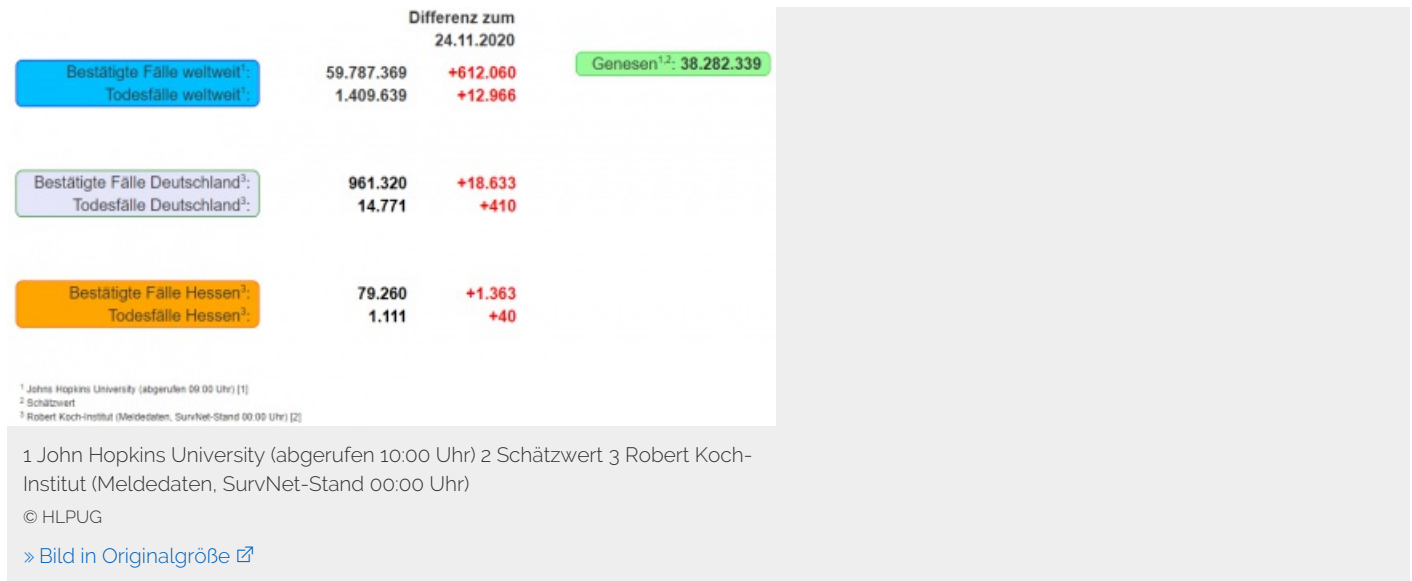 Differenz zum
24.11.2020
Genesen1,2: 38.282.339
Bestätigte Fälle weltweit1: 59.787.369 +612.060
Todesfälle weltweit1: 1.409.639 +12.966
Bestätigte Fälle Deutschland3: 961.320 +18.633
Todesfälle Deutschland3: 14.771 +410
Bestätigte Fälle Hessen3: 79.260 +1.363
Todesfälle Hessen3: 1.111 +40
1 Johns Hopkins University (abgerufen 09:00 Uhr) [1]
2 Schätzwert
3 Robert Koch-Institut (Meldedaten, SurvNet-Stand 00:00 Uhr) [2]
1 John Hopkins University (abgerufen 10:00 Uhr) 2 Schätzwert 3 Robert Koch-
Institut (Meldedaten, SurvNet-Stand 00:00 Uhr)
© HLPUG
» Bild in Originalgröße